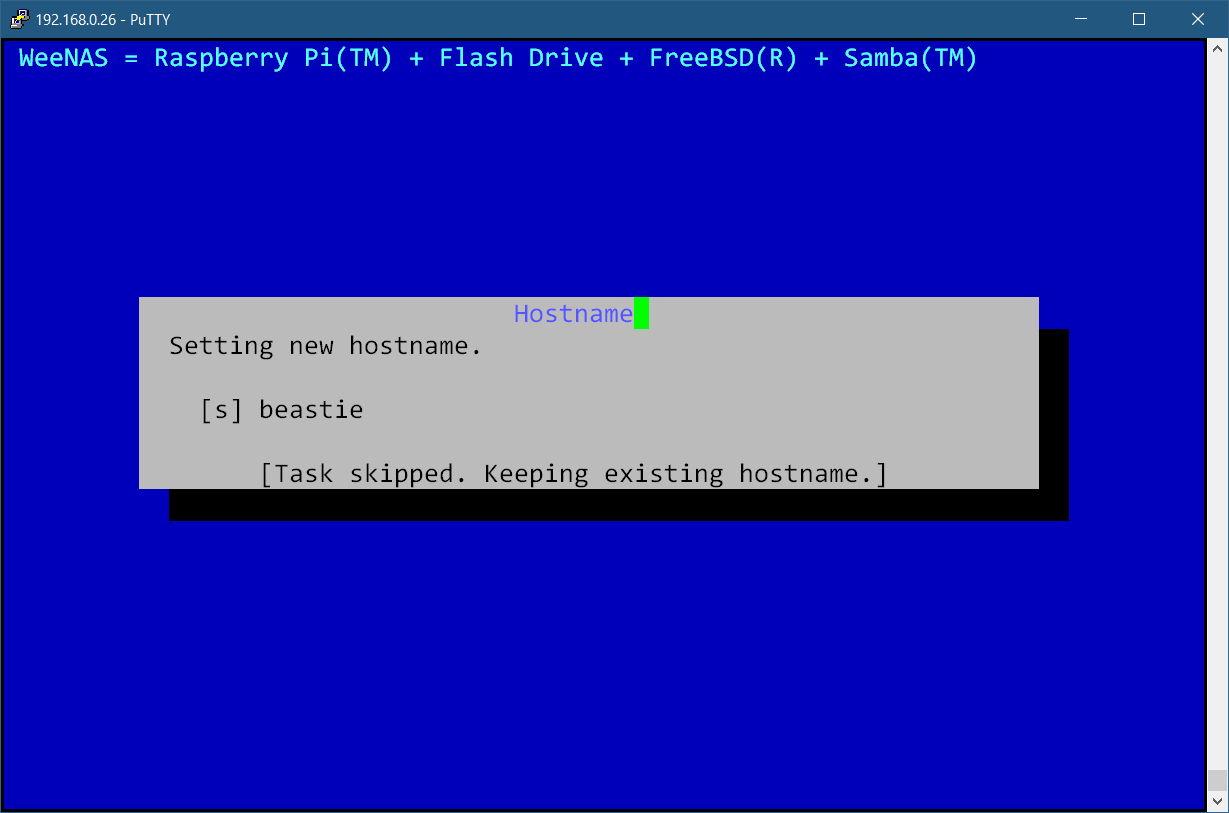 192.168.0.26 - PuTTY
WeeNAS = Raspberry Pi(TM) + Flash Drive + FreeBSD(R) + Samba(TM)
Hostname
Setting new hostname.
[s] beastie
[Task skipped. Keeping existing hostname.]